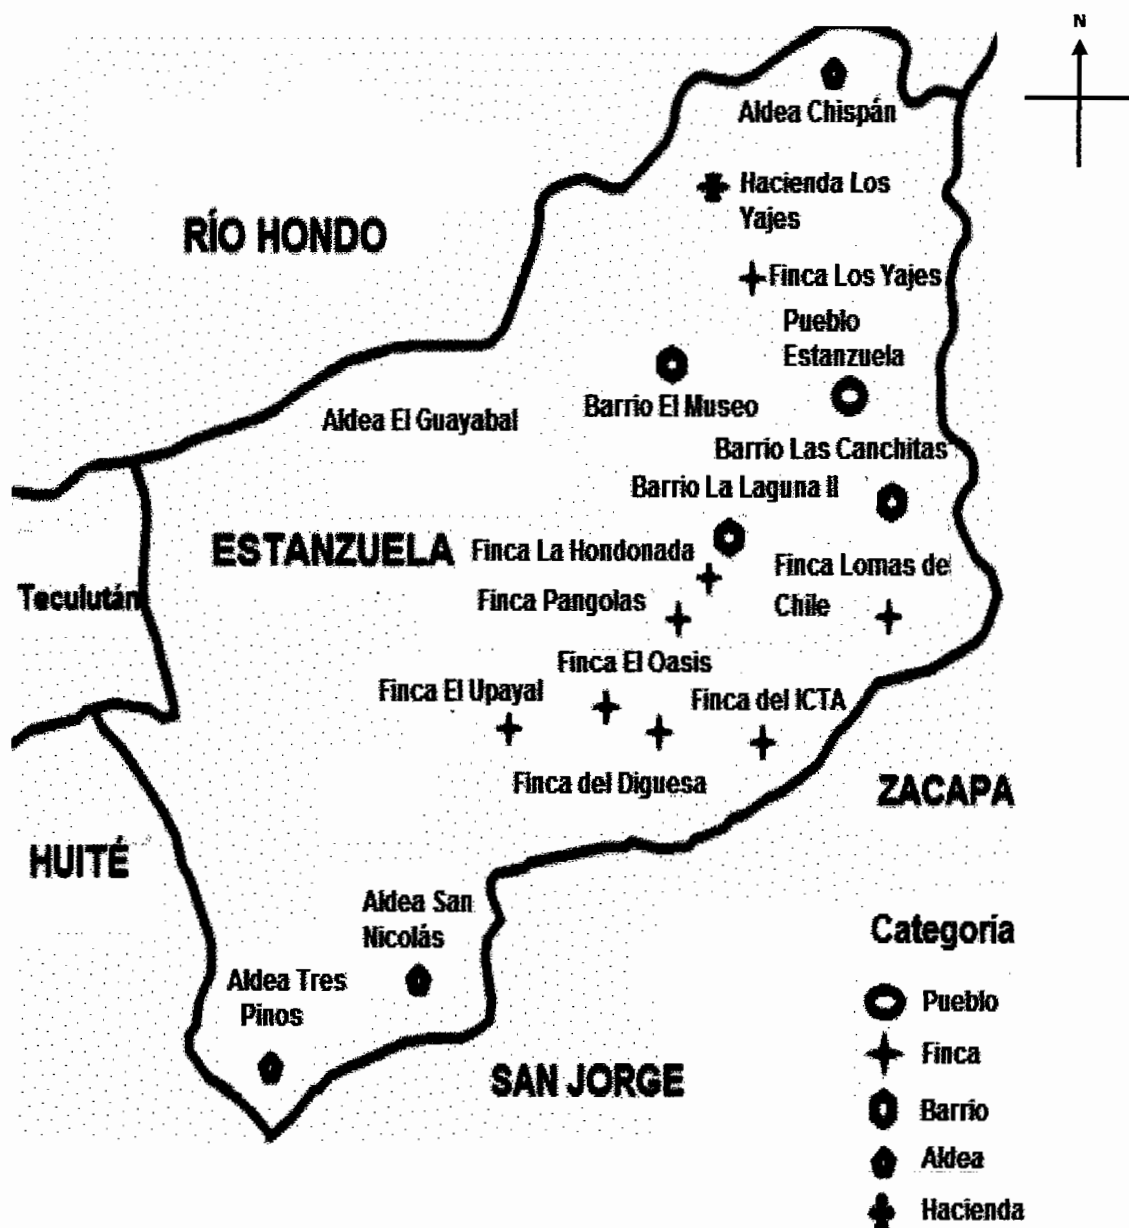 N
Aldea Chispán
Hacienda Los
Yajes
RÍO HONDO
Finca Los Yajes
Pueblo
Estanzuela
Barrio El Museo
Aldea El Guayabal
Barrio Las Canchitas
Barrio La Laguna II
ESTANZUELA
Finca La Hondonada
Finca Lomas de
Chile
Teculután
Finca Pangolas
Finca El Oasis
Finca El Upayal
Finca del ICTA
Finca del Diguesa
ZACAPA
HUITÉ
Aldea San
Nicolás
Aldea Tres
Pinos
SAN JORGE
Categoría
Pueblo
Finca
Barrio
Aldea
Hacienda